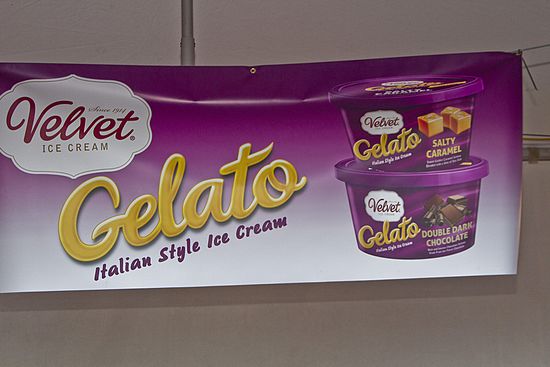 Since 1914
Velvet
ICE CREAM
Gelato
Italian Style Ice Cream
Velvet
Gelato
Italian Style Ice Cream
SALTY
CARAMEL
Velvet
Gelato
Italian Style Ice Cream
DOUBLE DARK
CHOCOLATE